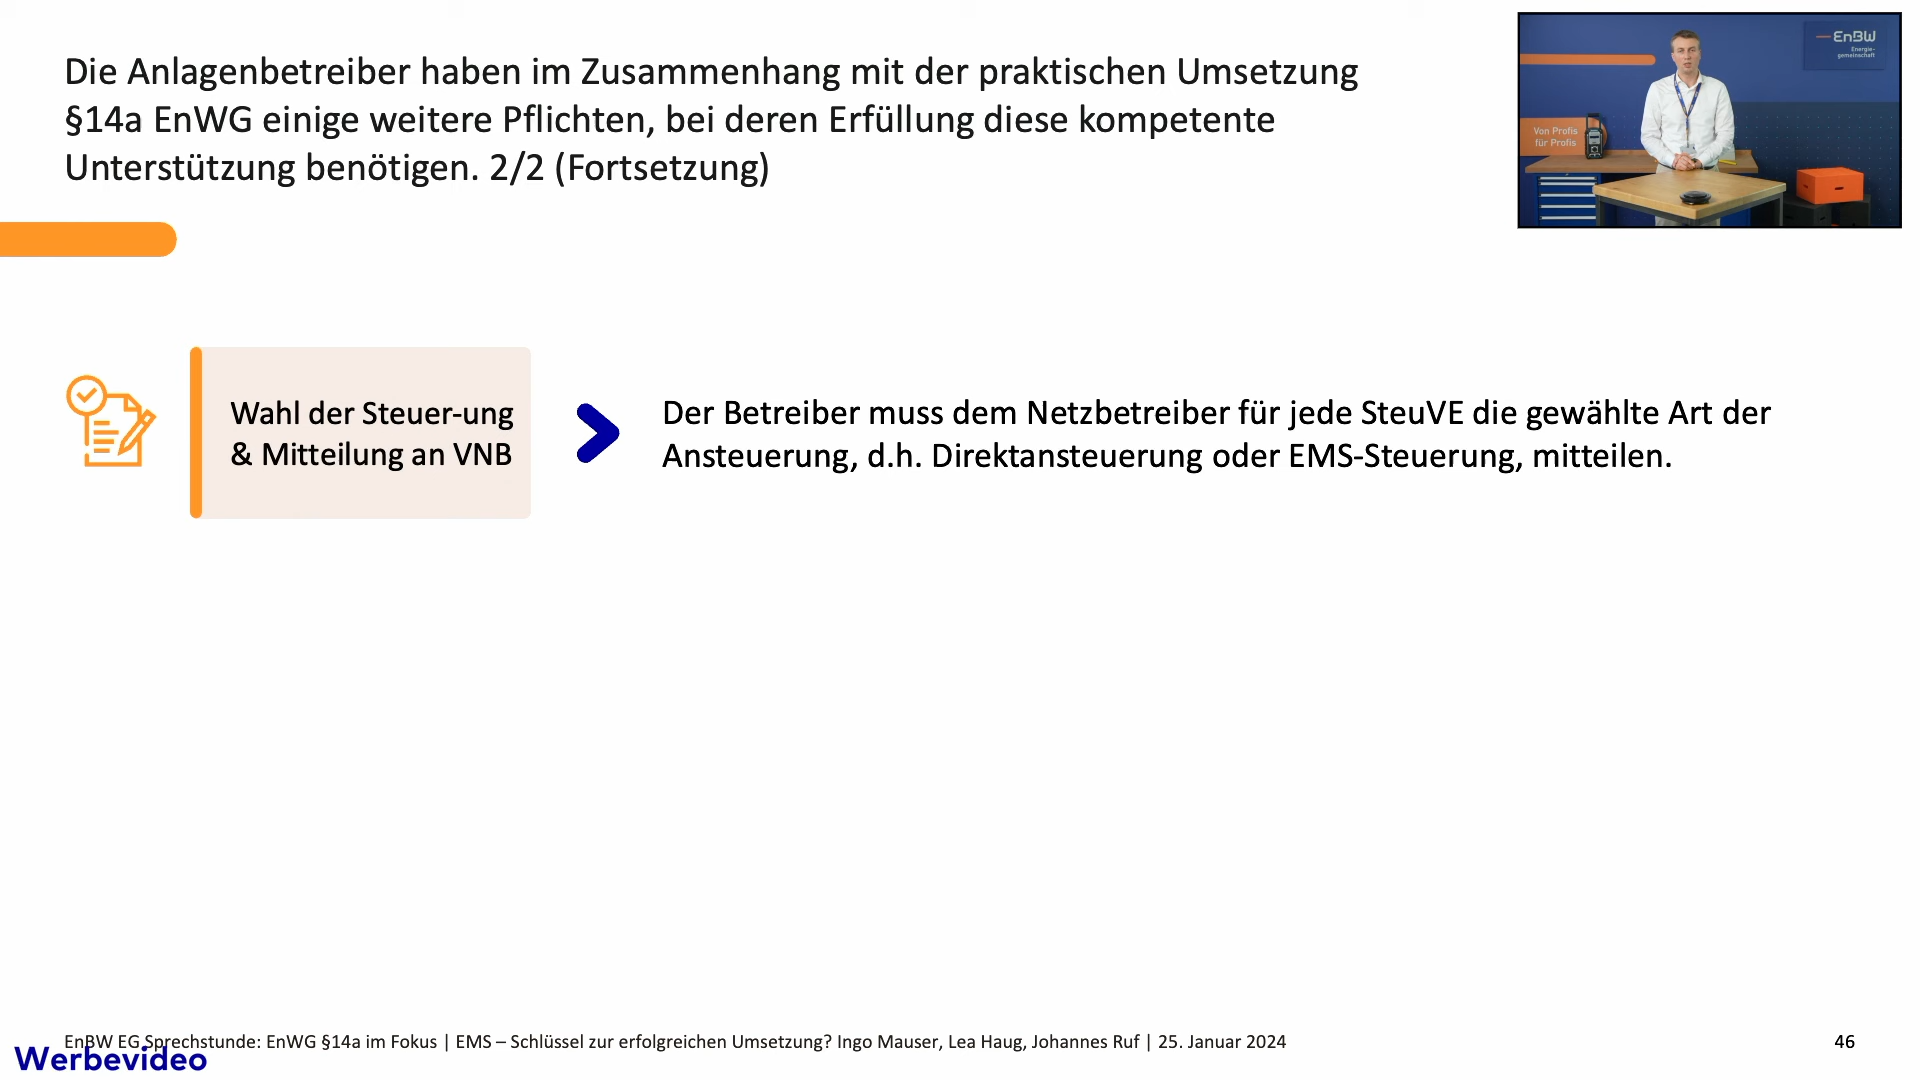 Die Anlagenbetreiber haben im Zusammenhang mit der praktischen Umsetzung
§14a EnWG einige weitere Pflichten, bei deren Erfüllung diese kompetente
Unterstützung benötigen. 2/2 (Fortsetzung)
EnBW
Energie-
gemeinschaft
Von Profis
für Profis
Wahl der Steuer-ung
& Mitteilung an VNB
Der Betreiber muss dem Netzbetreiber für jede SteuVE die gewählte Art der
Ansteuerung, d.h. Direktansteuerung oder EMS-Steuerung, mitteilen.
EnBW EG Sprechstunde: EnWG §14a im Fokus | EMS – Schlüssel zur erfolgreichen Umsetzung? Ingo Mauser, Lea Haug, Johannes Ruf | 25. Januar 2024
46
Werbevideo